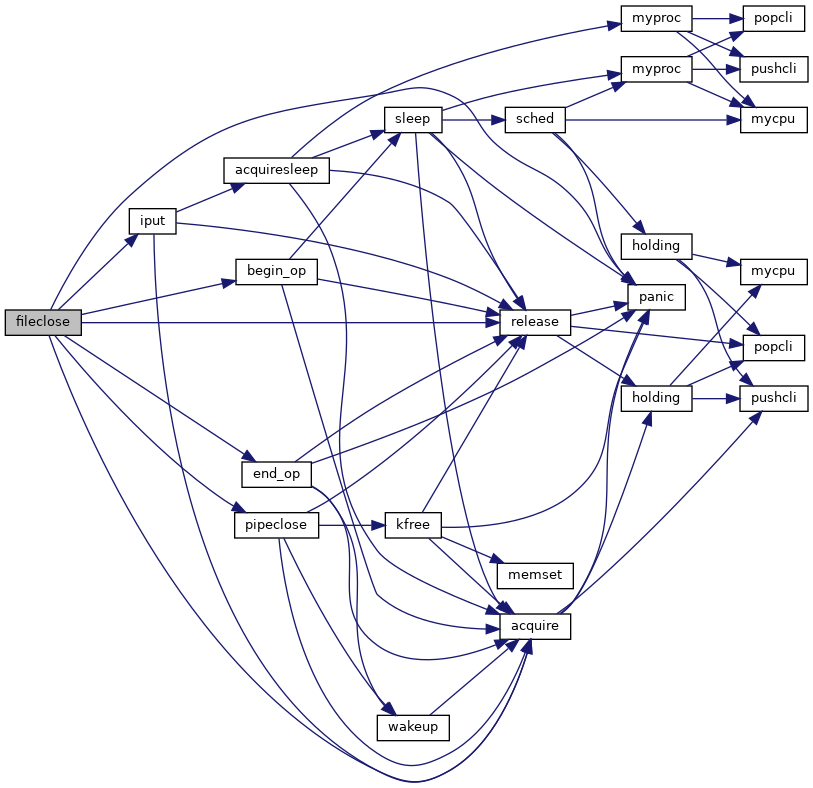 myproc
popcli
myproc
pushcli
sleep
sched
mycpu
acquiresleep
iput
holding
begin_op
mycpu
panic
fileclose
release
popcli
holding
pushcli
end_op
pipeclose
kfree
memset
acquire
wakeup